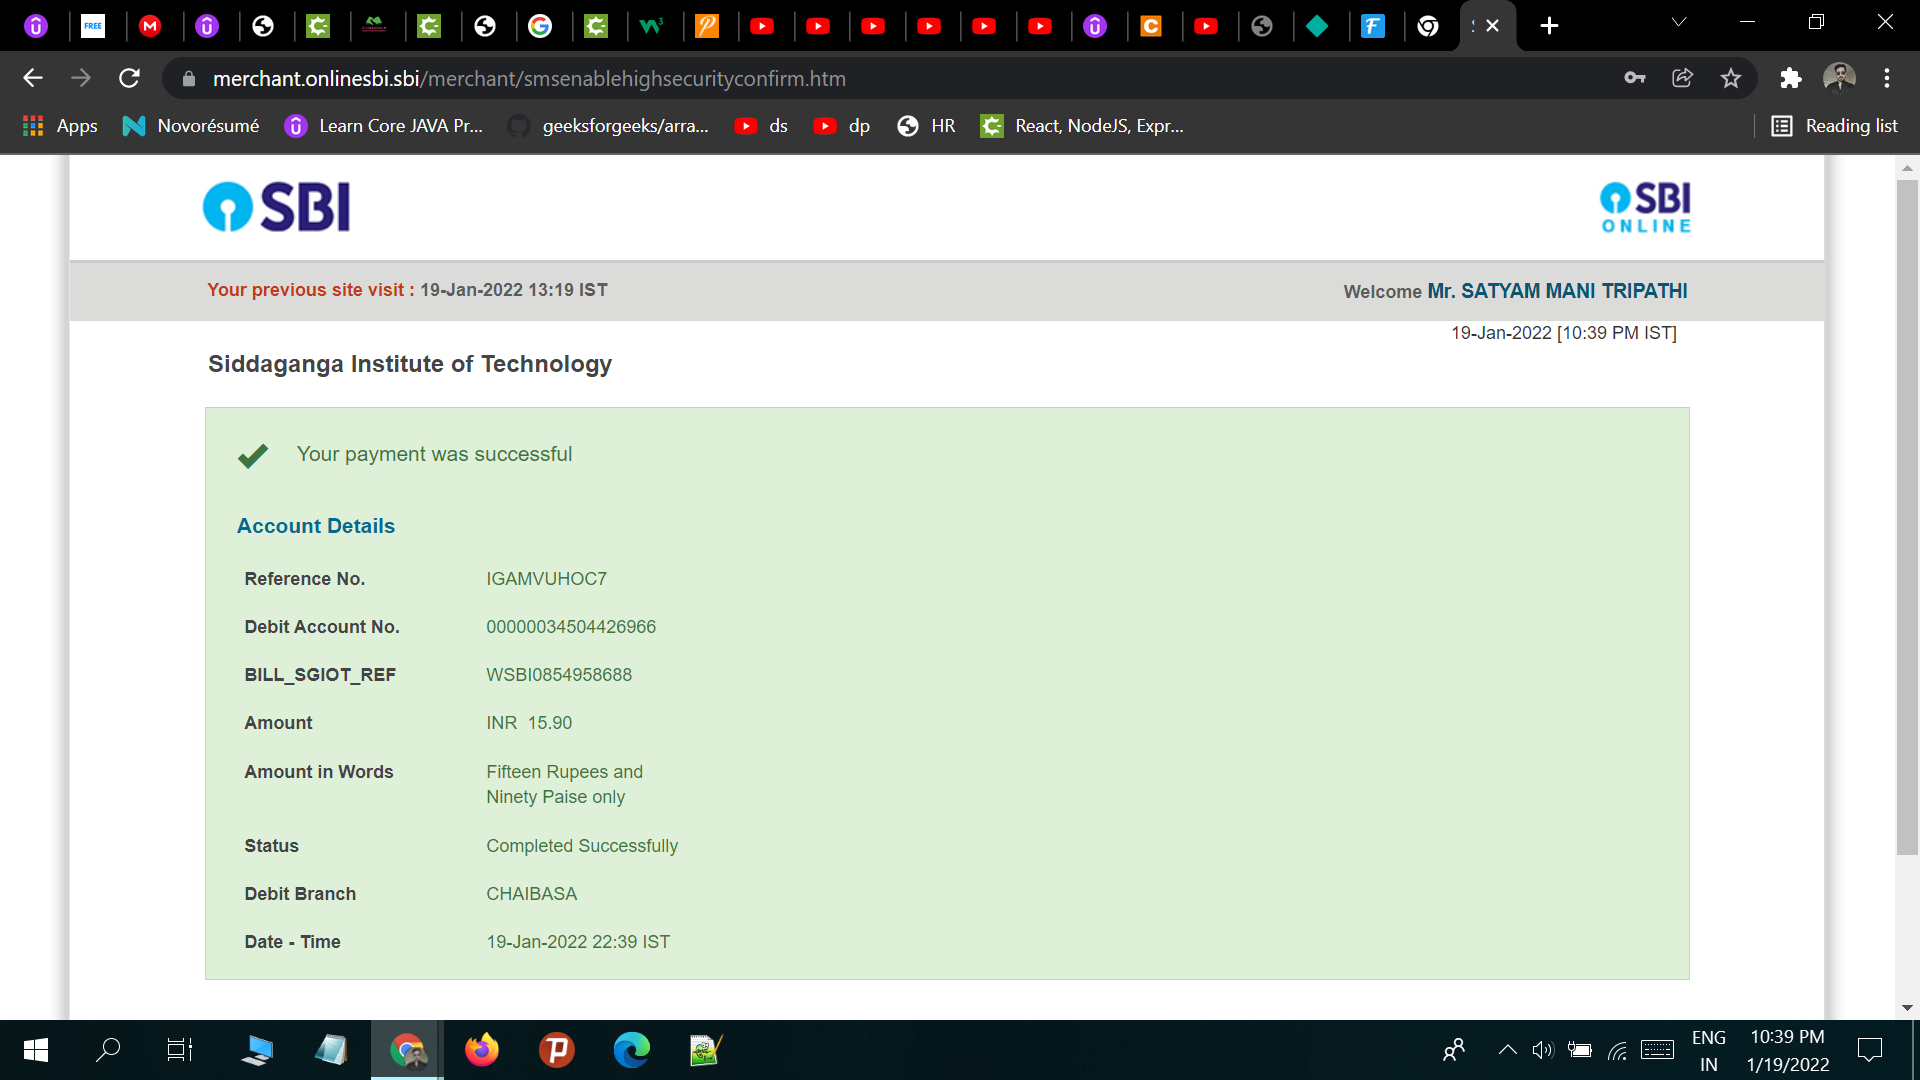 FREE
merchant.onlinesbi.sbi/merchant/smsenablehighsecurityconfirm.htm
Apps Novorésumé Learn Core JAVA Pr... geeksforgeeks/arra... ds dp HR React, NodeJS, Expr... Reading list
SBI SBI
ONLINE
Your previous site visit : 19-Jan-2022 13:19 IST Welcome Mr. SATYAM MANI TRIPATHI
19-Jan-2022 [10:39 PM IST]
Siddaganga Institute of Technology
Your payment was successful
Account Details
Reference No. IGAMVUHOC7
Debit Account No. 00000034504426966
BILL_SGIOT_REF WSBI0854958688
Amount INR 15.90
Amount in Words Fifteen Rupees and
Ninety Paise only
Status Completed Successfully
Debit Branch CHAIBASA
Date - Time 19-Jan-2022 22:39 IST
ENG 10:39 PM
IN 1/19/2022